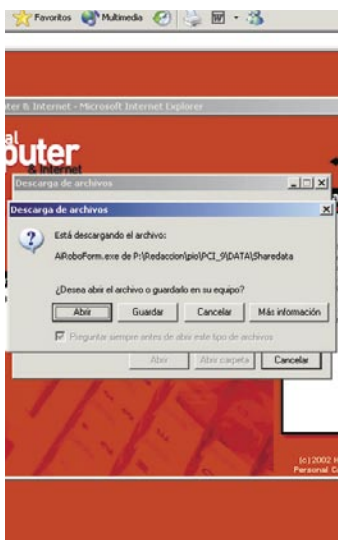 Favoritos Multimedia
ter & Internet - Microsoft Internet Explorer
al
puter
& Internet
Descarga de archivos
Descarga de archivos
Está descargando el archivo:
AiRoboForm.exe de P:\Redaccion\pio\PCI_9\DATA\Sharedata
¿Desea abrir el archivo o guardarlo en su equipo?
Abrir Guardar Cancelar Más información
Preguntar siempre antes de abrir este tipo de archivos
Abrir Abrir carpeta Cancelar
(c) 2002 H
Personal C